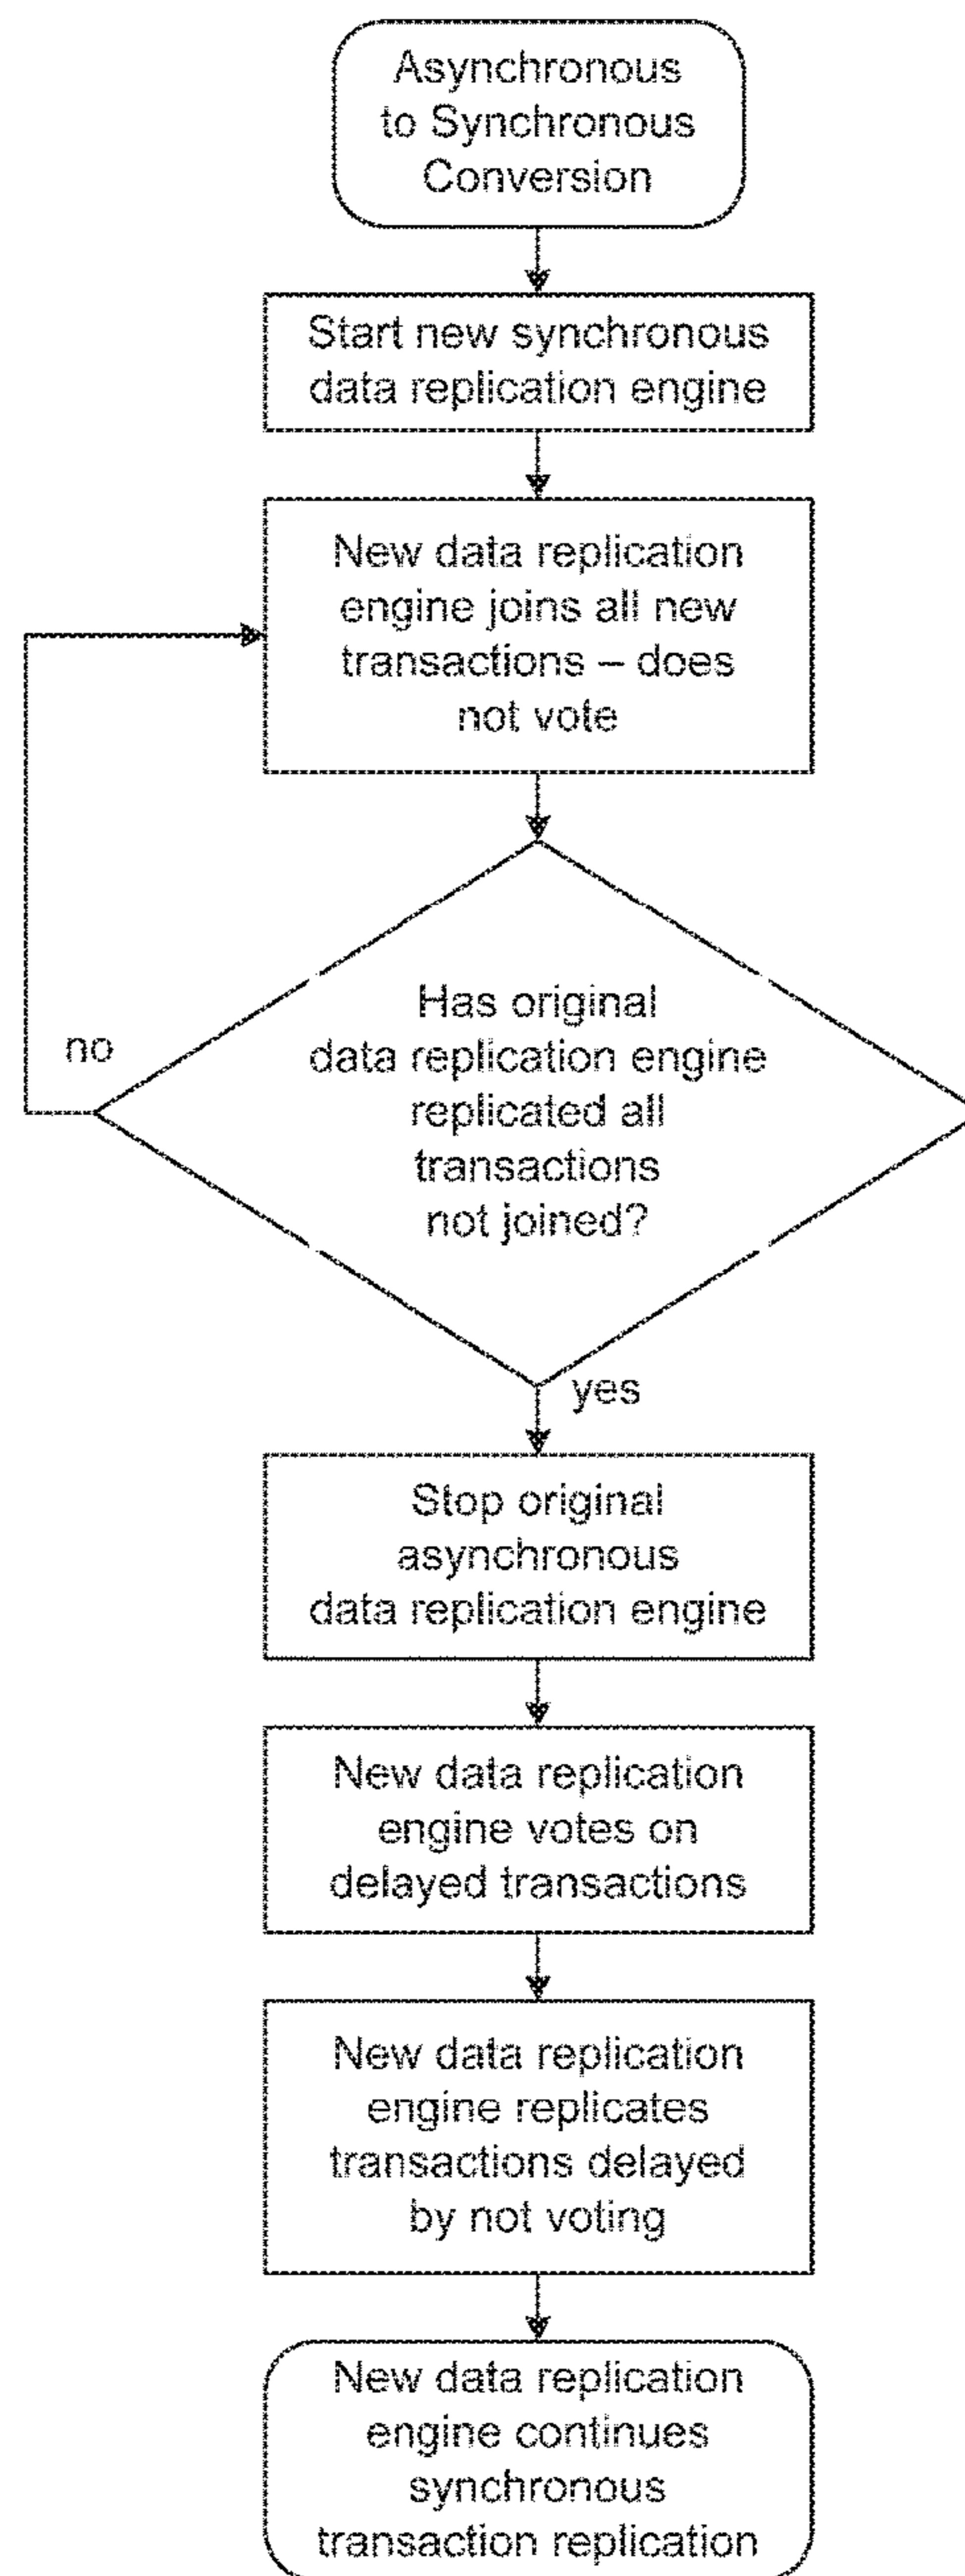 Asynchronous
to Synchronous
Conversion
Start new synchronous
data replication engine
New data replication
engine joins all new
transactions – does
not vote
Has original
data replication engine
replicated all
transactions
not joined?
no
yes
Stop original
asynchronous
data replication engine
New data replication
engine votes on
delayed transactions
New data replication
engine replicates
transactions delayed
by not voting
New data replication
engine continues
synchronous
transaction replication